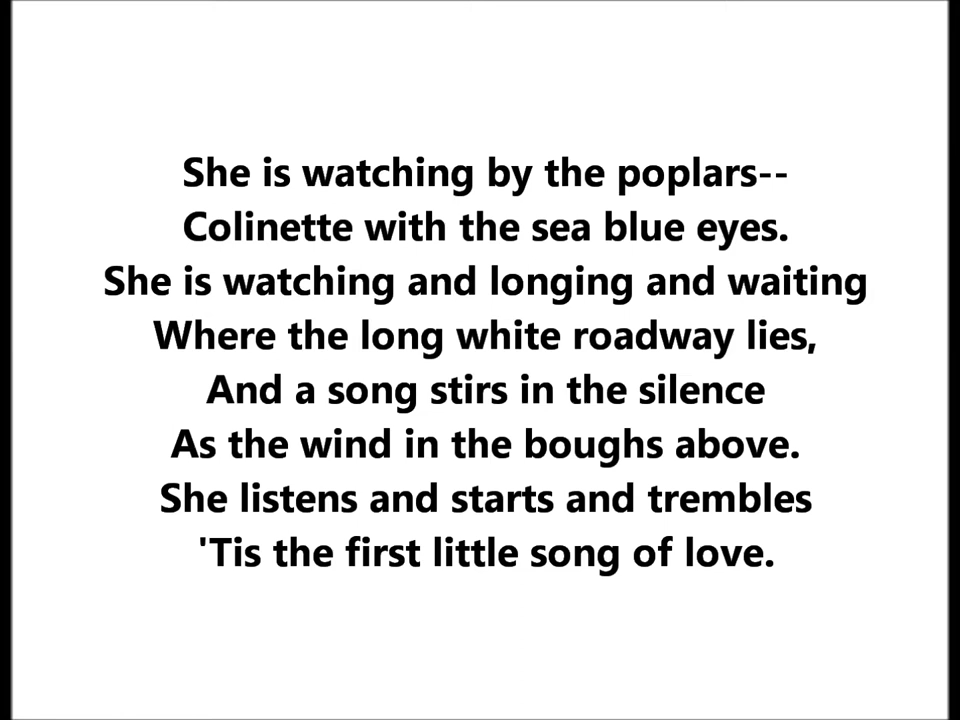 She is watching by the poplars--
Colinette with the sea blue eyes.
She is watching and longing and waiting
Where the long white roadway lies,
And a song stirs in the silence
As the wind in the boughs above.
She listens and starts and trembles
'Tis the first little song of love.